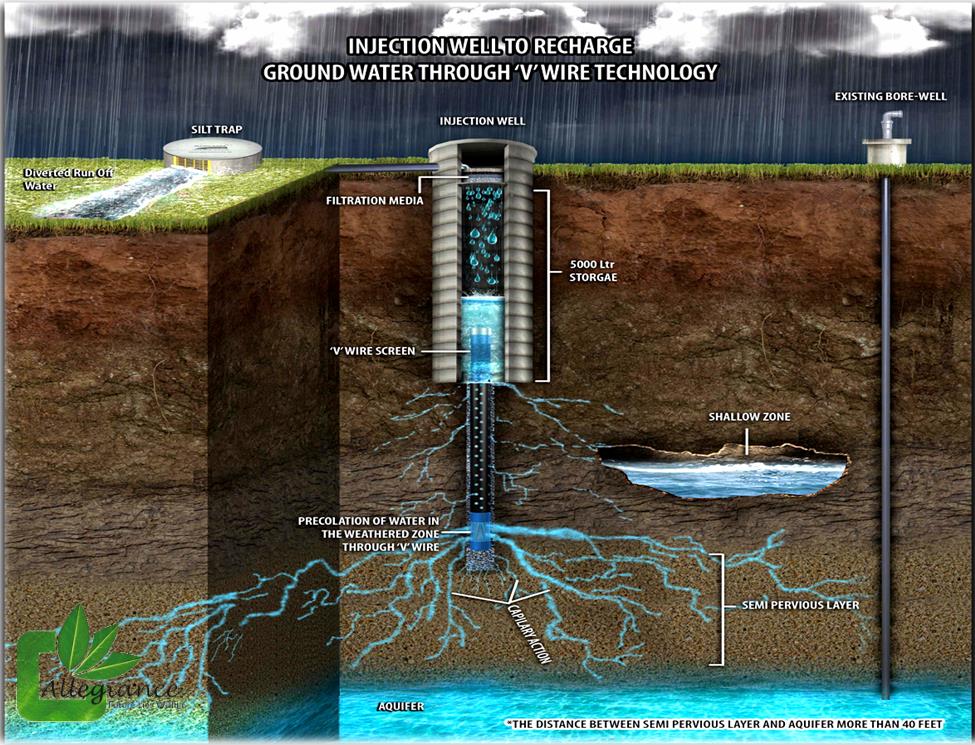 INJECTION WELL TO RECHARGE
GROUND WATER THROUGH ‘V’ WIRE TECHNOLOGY
EXISTING BORE-WELL
INJECTION WELL
SILT TRAP
Diverted Run Off
Water
FILTRATION MEDIA
5000 Ltr
STORGAE
‘V’ WIRE SCREEN
SHALLOW ZONE
PRECOLATION OF WATER IN
THE WEATHERED ZONE
THROUGH ‘V’ WIRE
SEMI PERVIOUS LAYER
CAPILARY ACTION
Allegiance
AQUIFER
*THE DISTANCE BETWEEN SEMI PERVIOUS LAYER AND AQUIFER MORE THAN 40 FEET